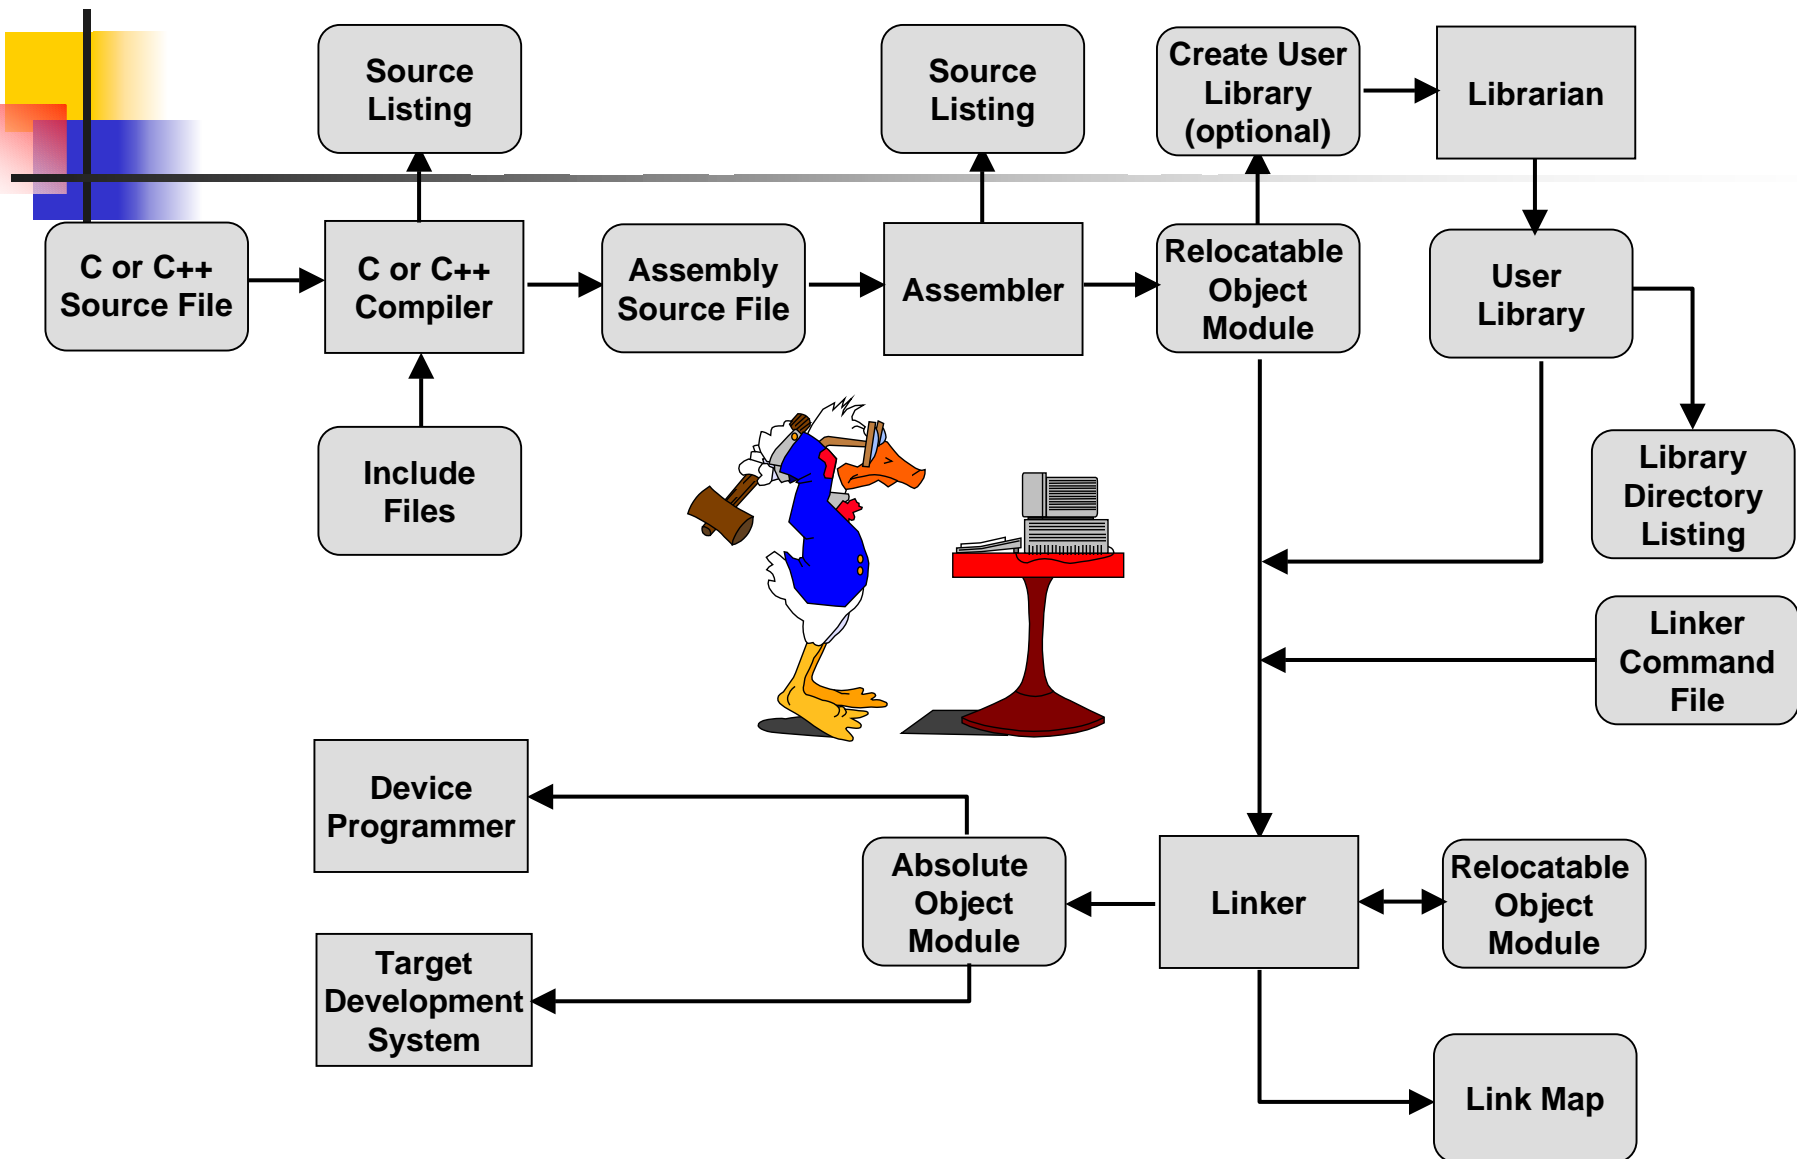 Source
Listing
Source
Listing
Create User
Library
(optional)
Librarian
C or C++
Source File
C or C++
Compiler
Assembly
Source File
Assembler
Relocatable
Object
Module
User
Library
Include
Files
Library
Directory
Listing
Linker
Command
File
Device
Programmer
Absolute
Object
Module
Linker
Relocatable
Object
Module
Target
Development
System
Link Map